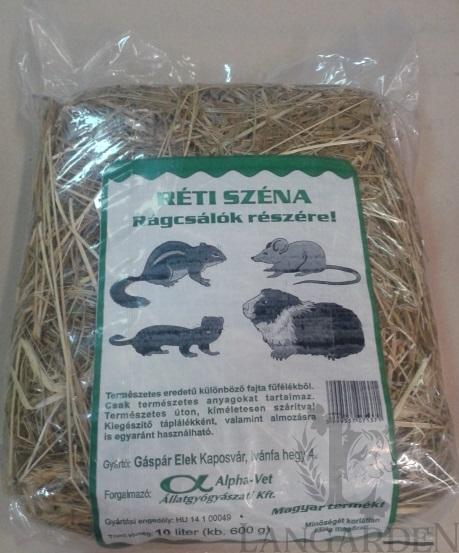 RÉTI SZÉNA
Rágcsálók részére!
Természetes eredetű különböző fajta fűfélékből.
Csak természetes anyagokat tartalmaz.
Természetes úton, kíméletesen szárítva!
Kiegészítő táplálékként, valamint almozásra
is egyaránt használható.
Gyártó: Gáspár Elek Kaposvár, Ivánfa hegy 4.
Forgalmazó: Alpha-Vet
Állatgyógyászati Kft.
Gyártási engedély: HU 14 1 00049
Magyar termék!
Minőségét korlátlan
10 liter (kb. 600 g)
LANGARDEN